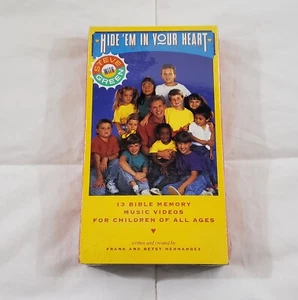 HIDE 'EM IN YOUR HEART
STEVE
WITH
GREEN
13 BIBLE MEMORY
MUSIC VIDEOS
FOR CHILDREN OF ALL AGES
written and created by
FRANK AND BETSY HERNANDEZ